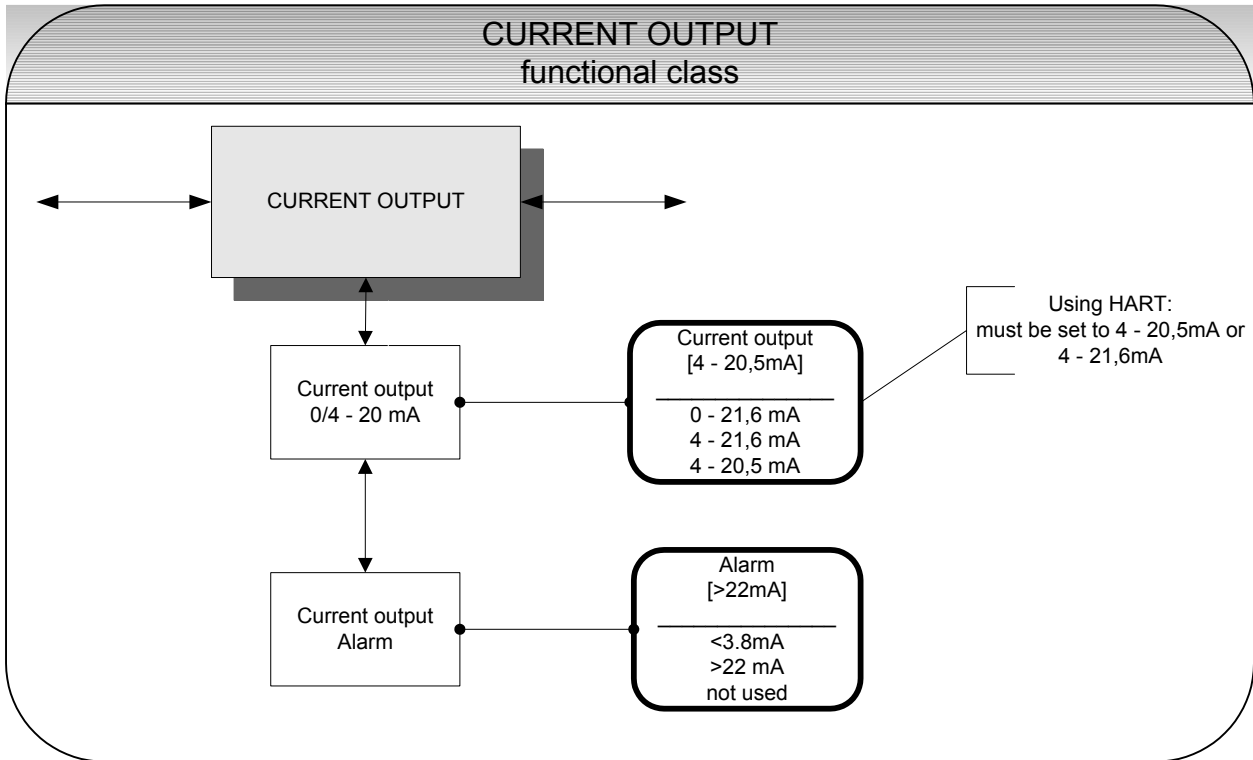 CURRENT OUTPUT
functional class
CURRENT OUTPUT
Current output
0/4 - 20 mA
Current output
[4 - 20,5mA]
0 - 21,6 mA
4 - 21,6 mA
4 - 20,5 mA
Using HART:
must be set to 4 - 20,5mA or
4 - 21,6mA
Current output
Alarm
Alarm
[>22mA]
<3.8mA
>22 mA
not used